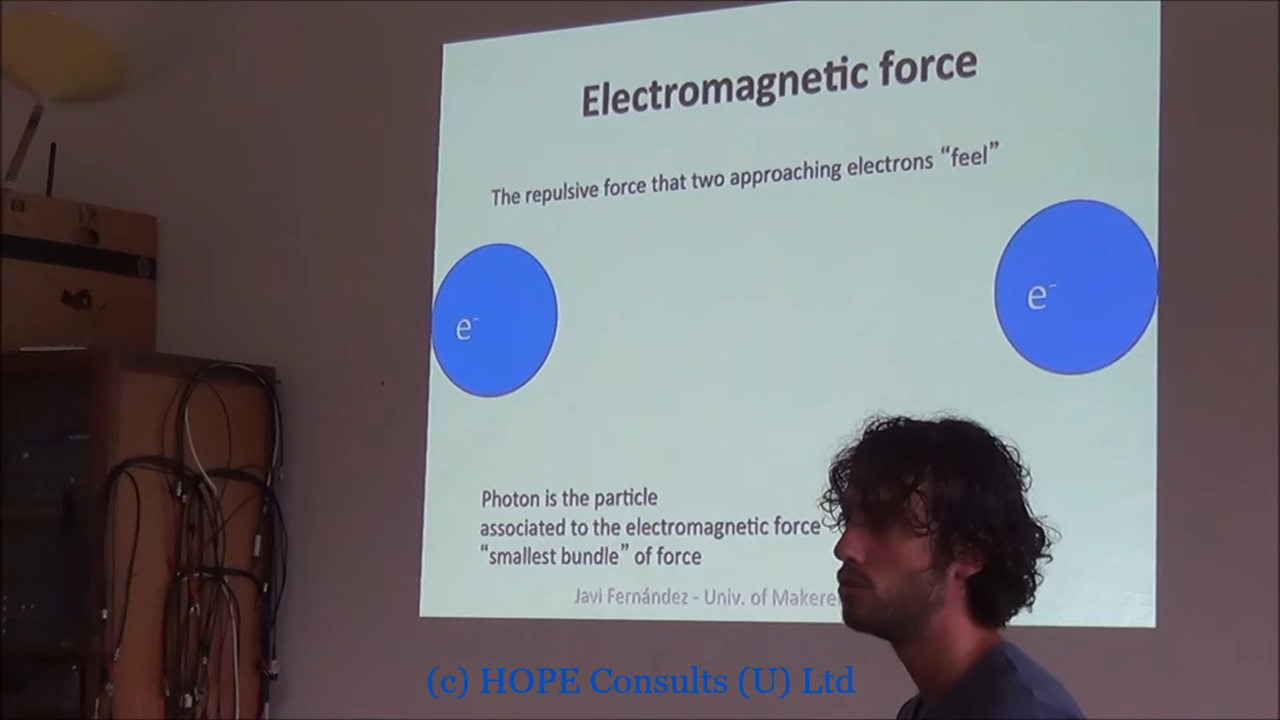 Electromagnetic force
The repulsive force that two approaching electrons “feel”
e⁻
e⁻
Photon is the particle
associated to the electromagnetic force
“smallest bundle” of force
Javi Fernández - Univ. of
(c) HOPE Consults (U) Ltd